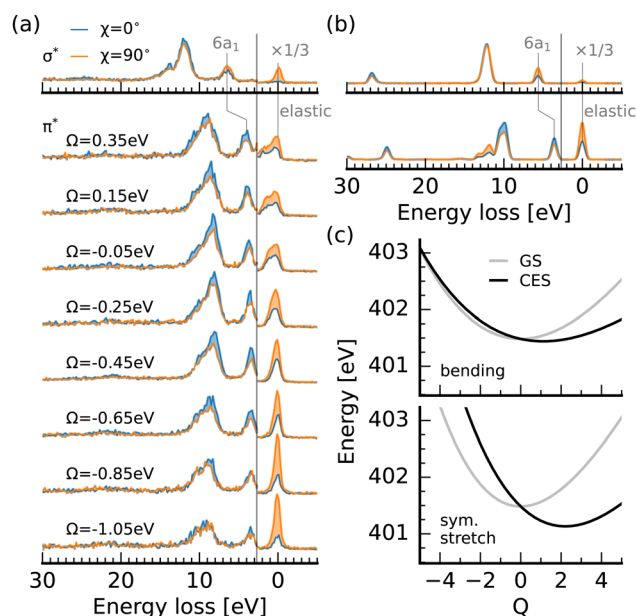 (a)
χ=0°
χ=90°
σ*
6a₁
×1/3
elastic
π*
Ω=0.35eV
Ω=0.15eV
Ω=-0.05eV
Ω=-0.25eV
Ω=-0.45eV
Ω=-0.65eV
Ω=-0.85eV
Ω=-1.05eV
30 20 10 0
Energy loss [eV]
(b)
6a₁
×1/3
elastic
30 20 10 0
Energy loss [eV]
(c)
403
402
401
GS
CES
bending
Energy [eV]
403
402
401
sym.
stretch
−4 −2 0 2 4
Q